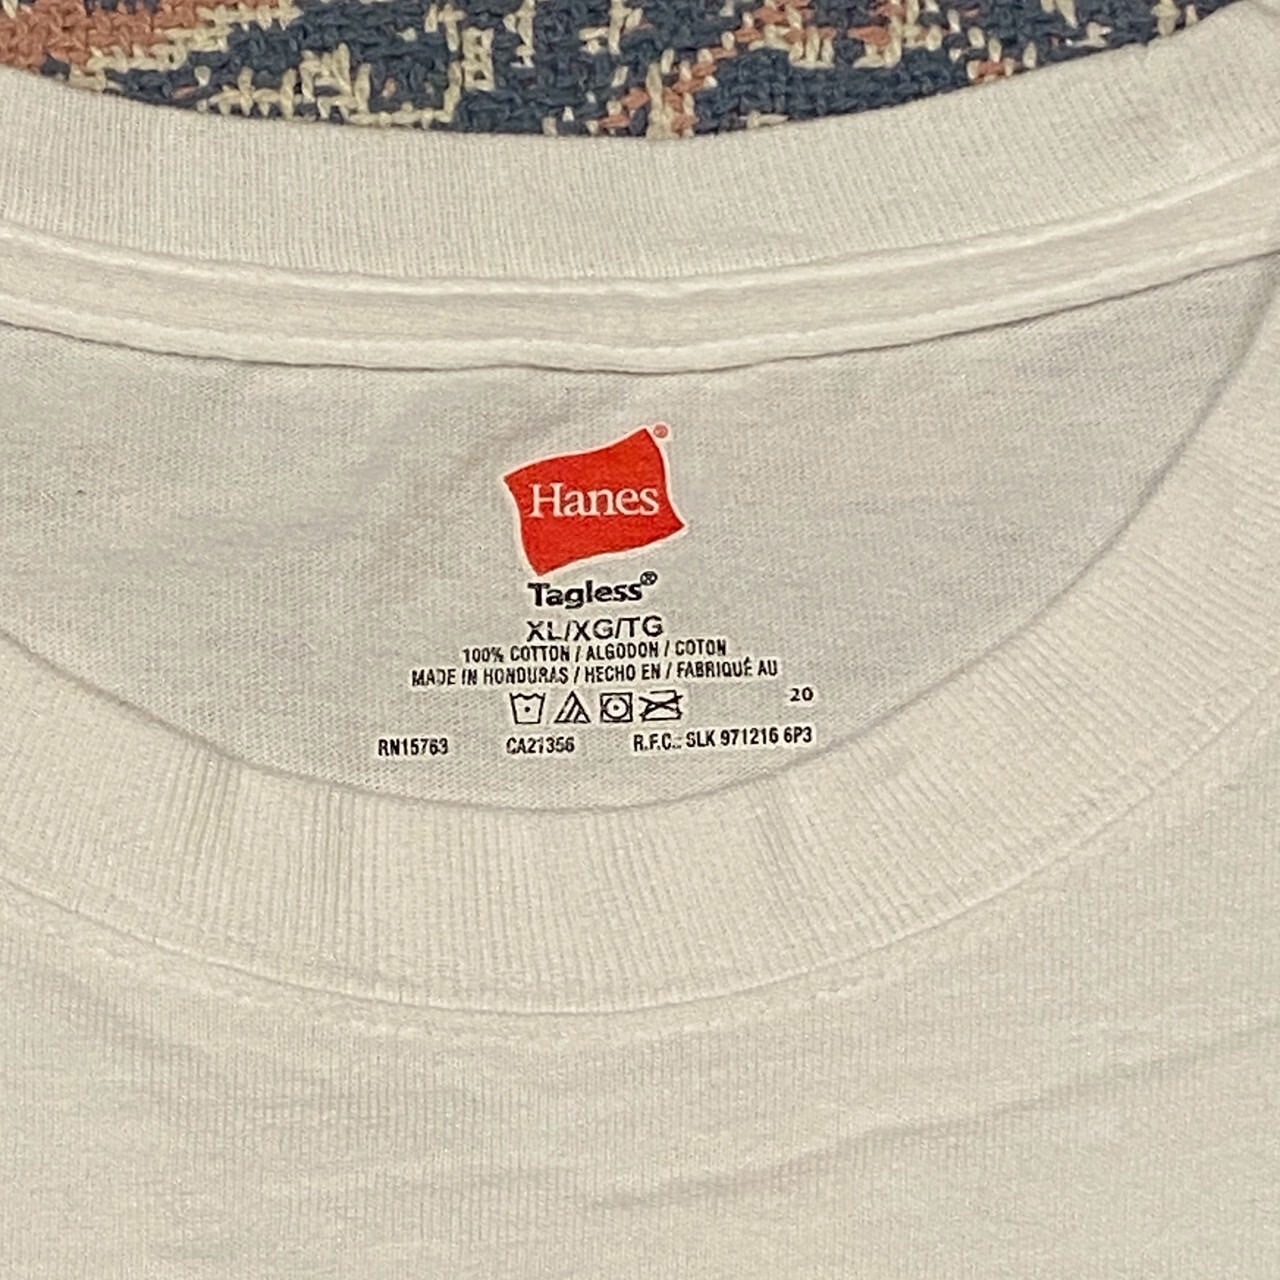 Hanes®
Tagless®
XL/XG/TG
100% COTTON / ALGODON / COTON
MADE IN HONDURAS / HECHO EN / FABRIQUÉ AU
20
RN15763 CA21356 R.F.C.: SLK 971216 6P3